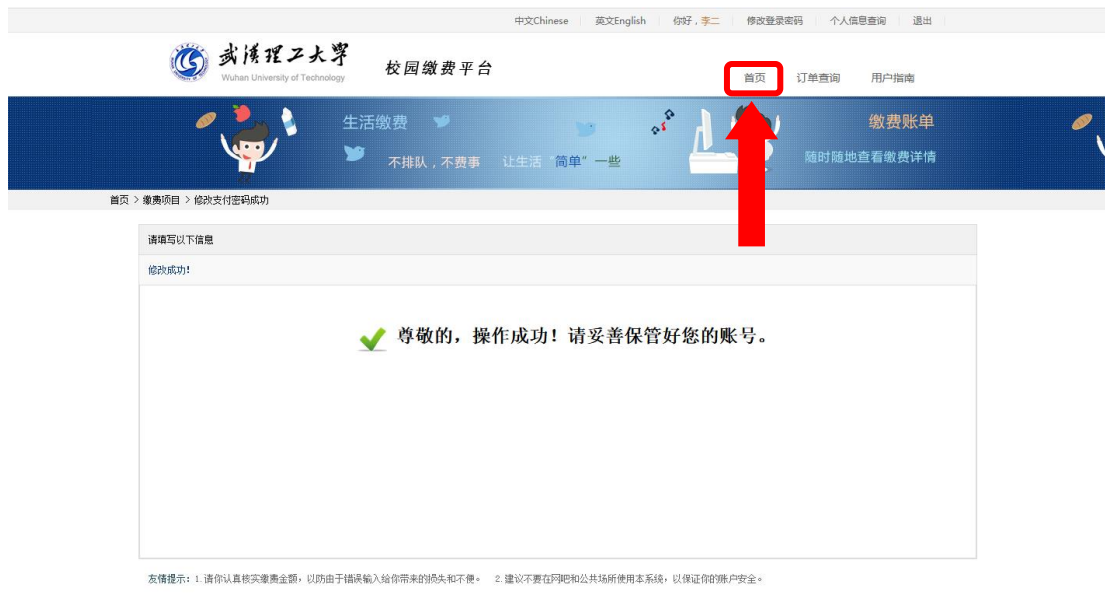 中文Chinese 英文English 你好，李二 修改登录密码 个人信息查询 退出
武汉理工大学
Wuhan University of Technology
校园缴费平台
首页 订单查询 用户指南
生活缴费
不排队，不费事 让生活“简单”一些
缴费账单
随时随地查看缴费详情
首页 > 缴费项目 > 修改支付密码成功
请填写以下信息
修改成功！
尊敬的，操作成功！请妥善保管好您的账号。
友情提示：1.请你认真核实缴费金额，以防由于错误输入给你带来的损失和不便。 2.建议不要在网吧和公共场所使用本系统，以保证你的账户安全。